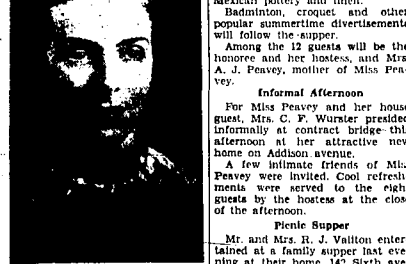 Mexican pottery and linen.
Badminton, croquet and other
popular summertime divertisements
will follow the supper.
Among the 12 guests will be the
honoree and her hostess, and Mrs.
A. J. Peavey, mother of Miss Pea-
vey.
Informal Afternoon
For Miss Peavey and her house
guest, Mrs. C. F. Wurster presided
informally at contract bridge this
afternoon at her attractive new
home on Addison avenue.
A few intimate friends of Miss
Peavey were invited. Cool refresh-
ments were served to the eight
guests by the hostess at the close
of the afternoon.
Picnic Supper
Mr. and Mrs. R. J. Vallton enter-
tained at a family supper last eve-
ning at their home, 142 Sixth ave-